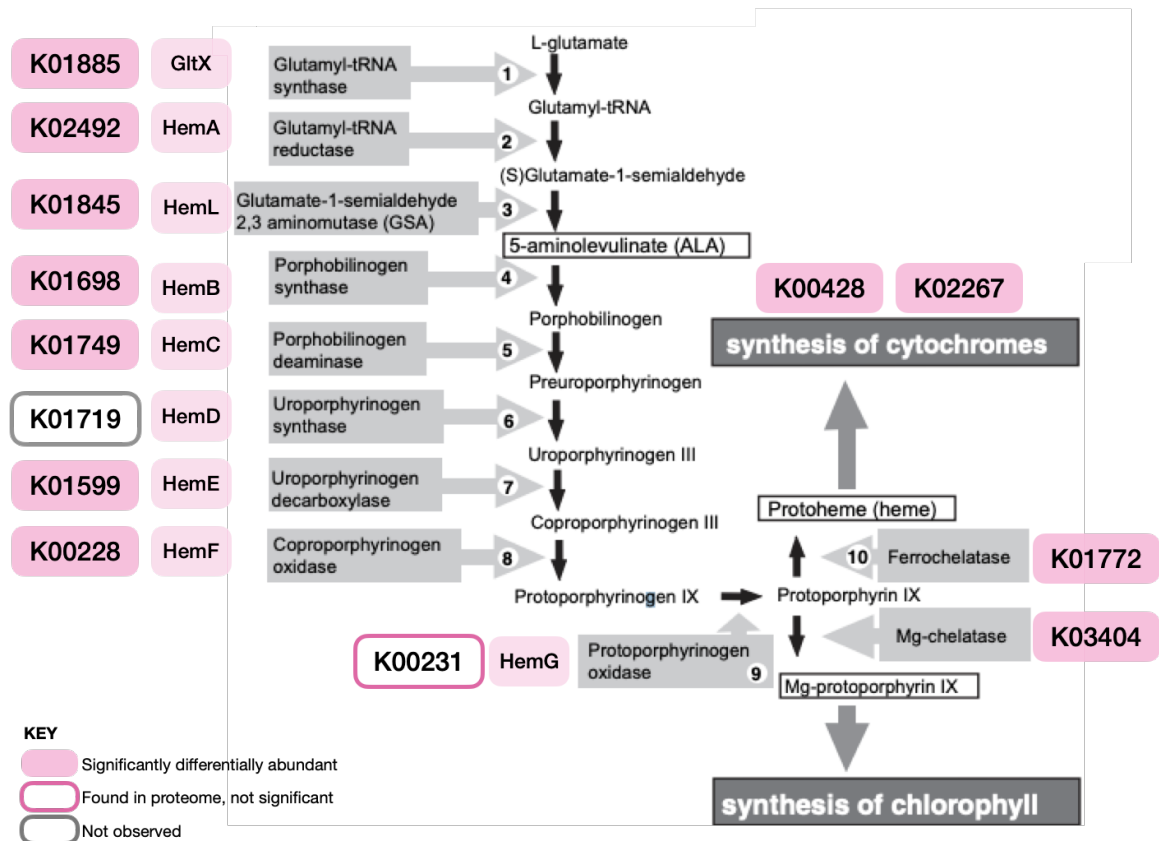 L-glutamate
K01885
GltX
Glutamyl-tRNA
synthase
1
Glutamyl-tRNA
K02492
HemA
Glutamyl-tRNA
reductase
2
(S)Glutamate-1-semialdehyde
K01845
HemL
Glutamate-1-semialdehyde
2,3 aminomutase (GSA)
3
5-aminolevulinate (ALA)
K01698
HemB
Porphobilinogen
synthase
4
K00428
K02267
Porphobilinogen
synthesis of cytochromes
K01749
HemC
Porphobilinogen
deaminase
5
Preuroporphyrinogen
K01719
HemD
Uroporphyrinogen
synthase
6
Uroporphyrinogen III
K01599
HemE
Uroporphyrinogen
decarboxylase
7
Coproporphyrinogen III
Protoheme (heme)
K00228
HemF
Coproporphyrinogen
oxidase
8
10
Ferrochelatase
K01772
Protoporphyrinogen IX
Protoporphyrin IX
Mg-chelatase
K03404
K00231
HemG
Protoporphyrinogen
oxidase
9
Mg-protoporphyrin IX
synthesis of chlorophyll
KEY
Significantly differentially abundant
Found in proteome, not significant
Not observed